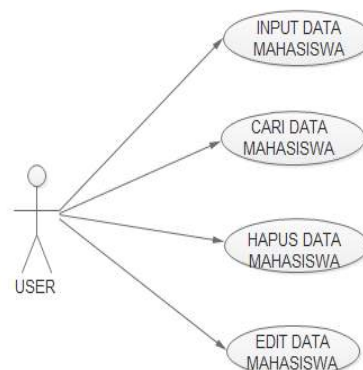 INPUT DATA
MAHASISWA
CARI DATA
MAHASISWA
USER
HAPUS DATA
MAHASISWA
EDIT DATA
MAHASISWA